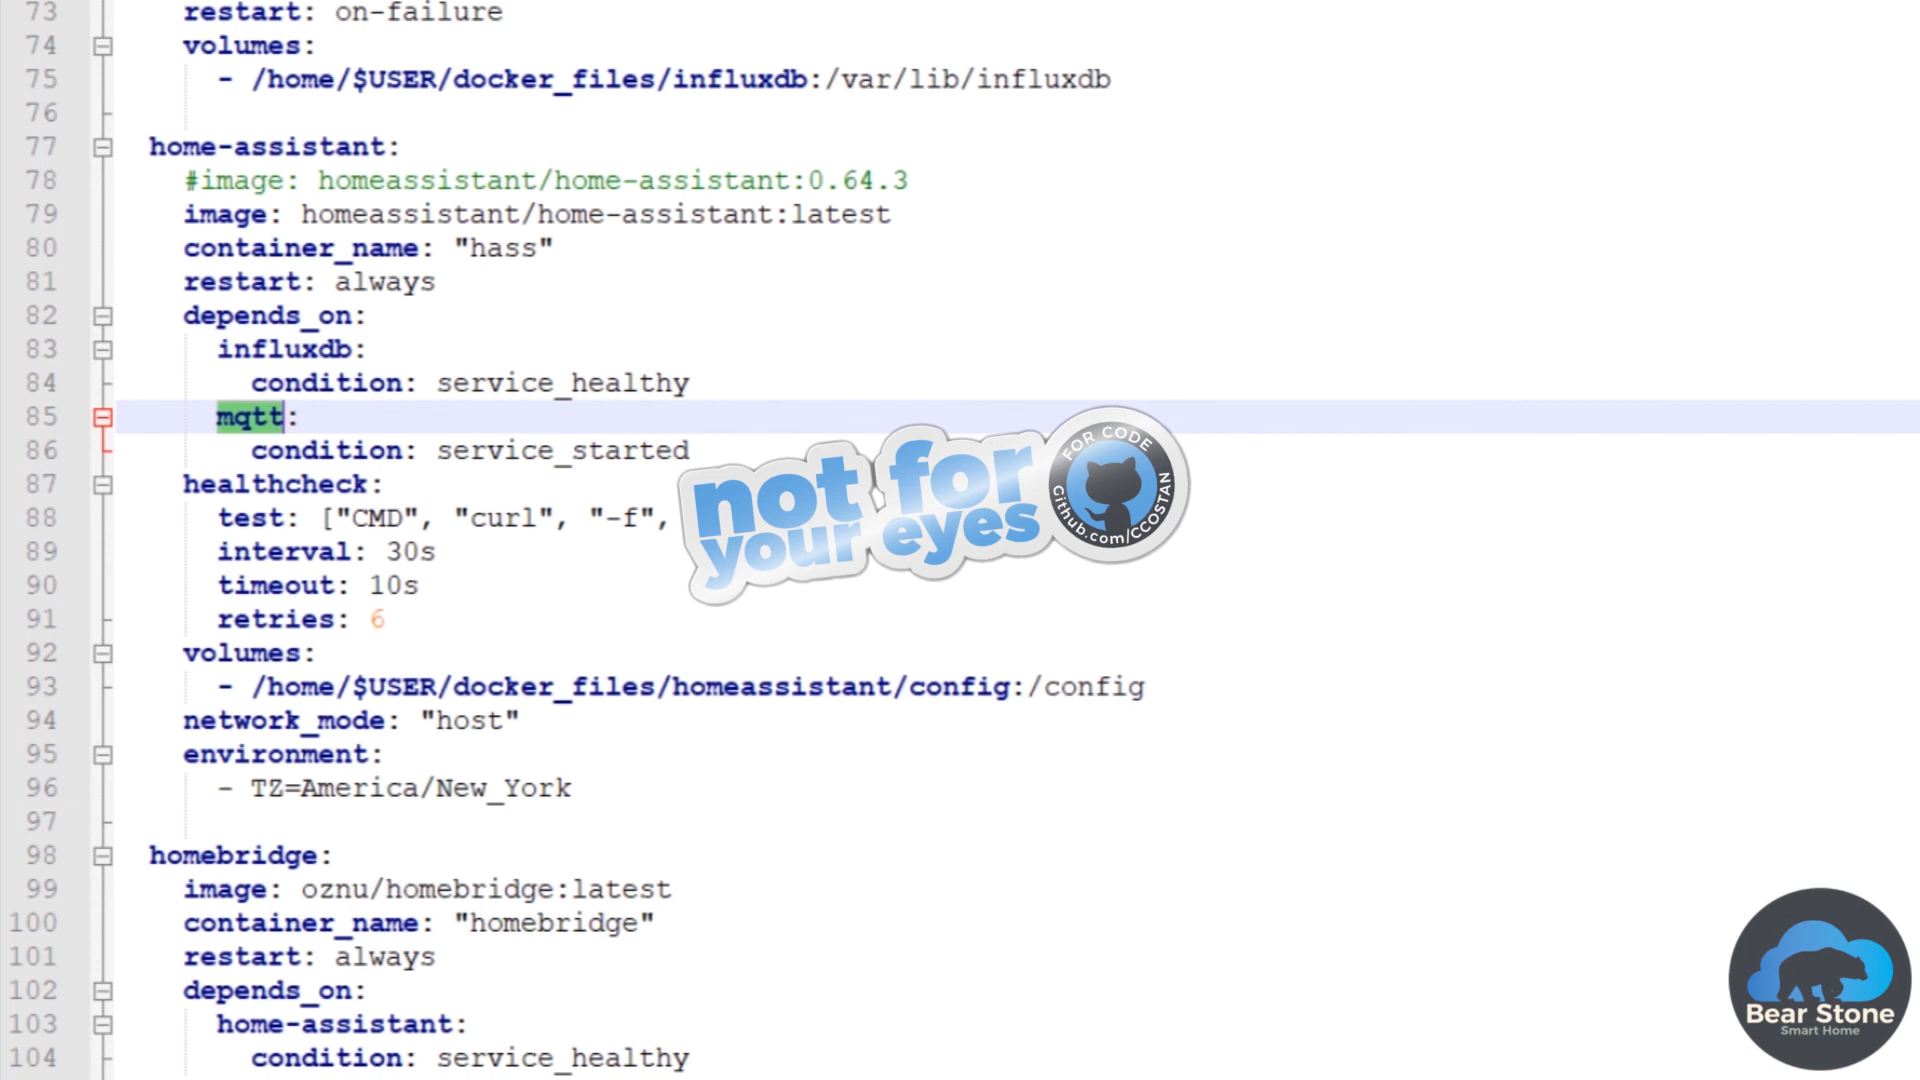 73 restart: on-failure
74 volumes:
75 - /home/$USER/docker_files/influxdb:/var/lib/influxdb
76
77 home-assistant:
78 #image: homeassistant/home-assistant:0.64.3
79 image: homeassistant/home-assistant:latest
80 container_name: "hass"
81 restart: always
82 depends_on:
83 influxdb:
84 condition: service_healthy
85 mqtt:
86 condition: service_started
87 healthcheck:
88 test: ["CMD", "curl", "-f",
89 interval: 30s
90 timeout: 10s
91 retries: 6
92 volumes:
93 - /home/$USER/docker_files/homeassistant/config:/config
94 network_mode: "host"
95 environment:
96 - TZ=America/New_York
97
98 homebridge:
99 image: oznu/homebridge:latest
100 container_name: "homebridge"
101 restart: always
102 depends_on:
103 home-assistant:
104 condition: service_healthy
not for
your eyes
FOR CODE
Github.com/CCOSTAN
Bear Stone
Smart Home